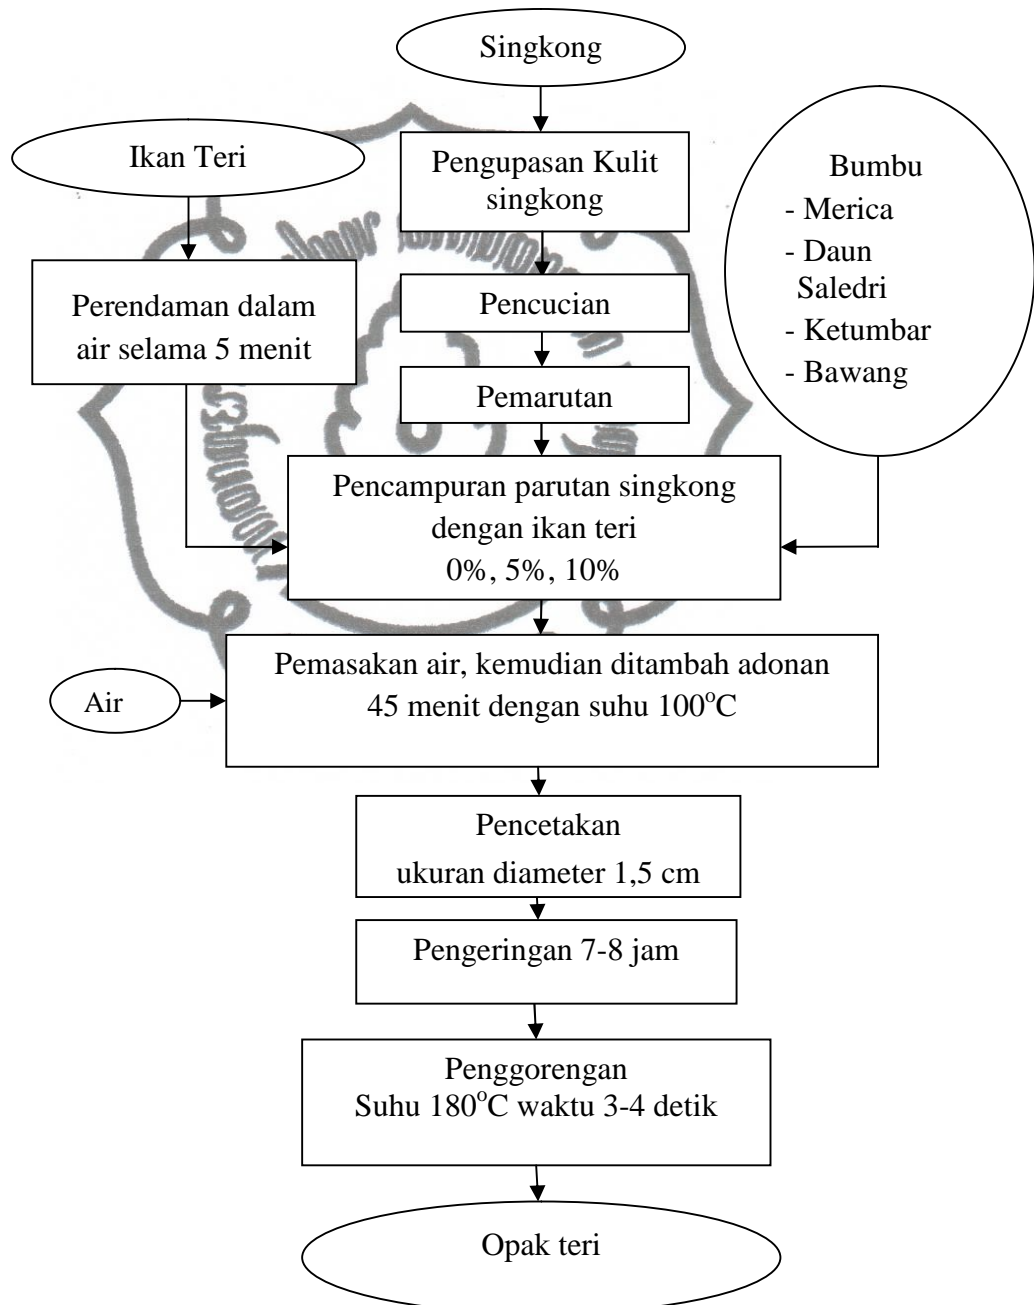 Singkong
Ikan Teri
Pengupasan Kulit
singkong
Bumbu
- Merica
- Daun
Saledri
- Ketumbar
- Bawang
Perendaman dalam
air selama 5 menit
Pencucian
Pemarutan
Pencampuran parutan singkong
dengan ikan teri
0%, 5%, 10%
Pemasakan air, kemudian ditambah adonan
45 menit dengan suhu 100°C
Air
Pencetakan
ukuran diameter 1,5 cm
Pengeringan 7-8 jam
Penggorengan
Suhu 180°C waktu 3-4 detik
Opak teri